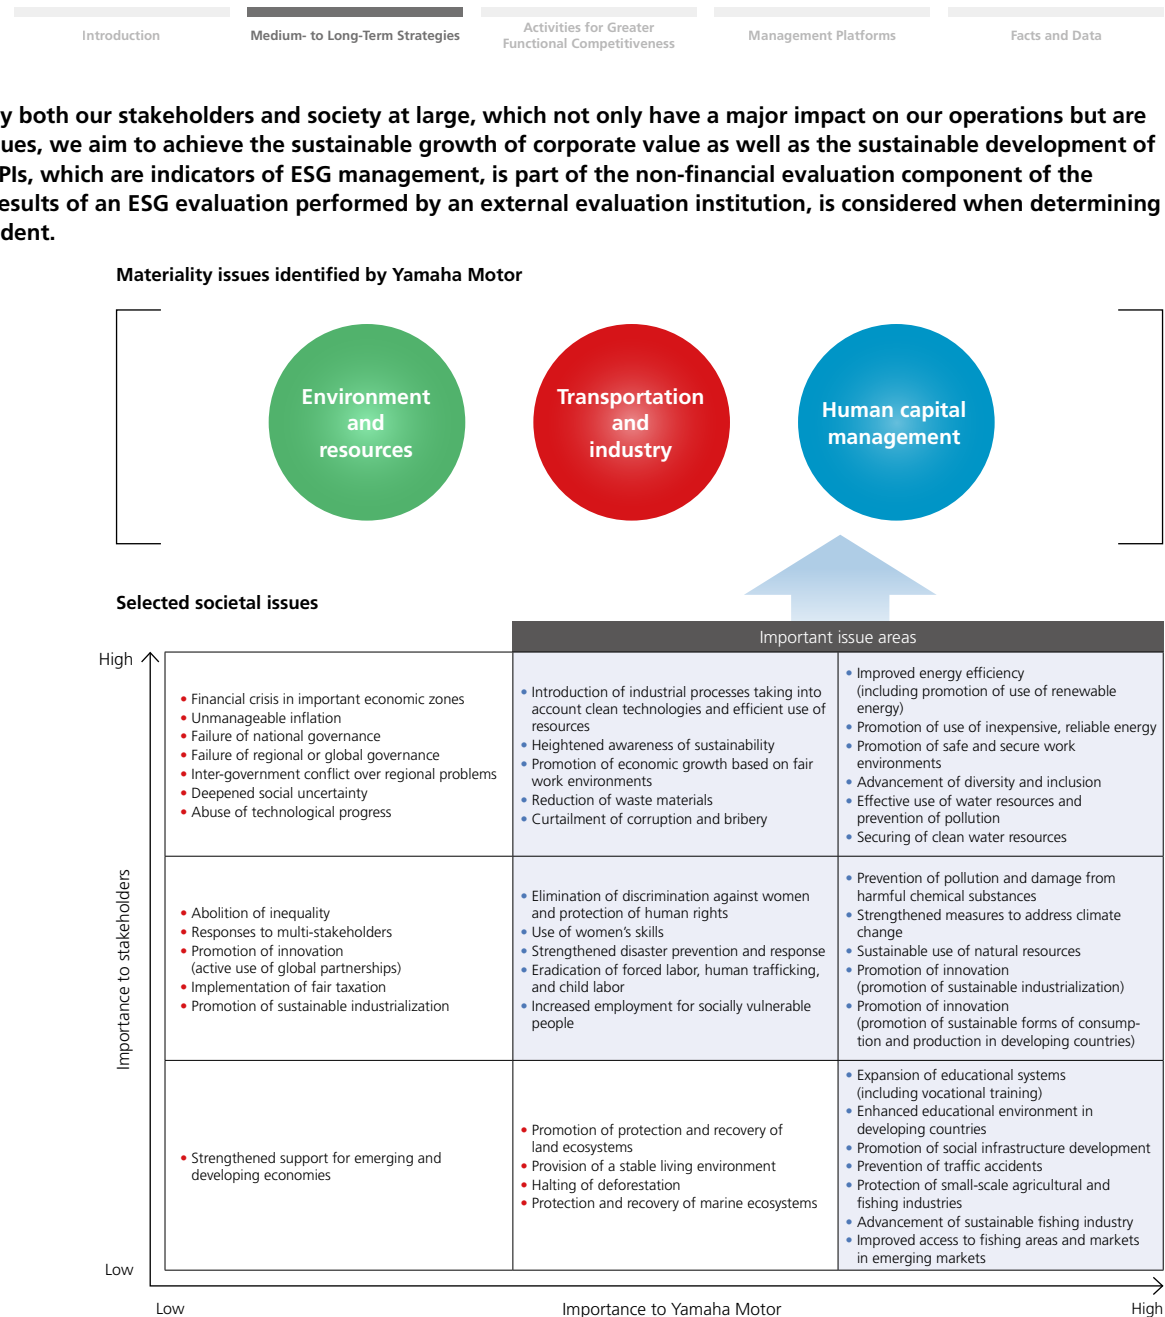 Introduction
Medium- to Long-Term Strategies
Activities for Greater
Functional Competitiveness
Management Platforms
Facts and Data
y both our stakeholders and society at large, which not only have a major impact on our operations but are
ues, we aim to achieve the sustainable growth of corporate value as well as the sustainable development of
PIs, which are indicators of ESG management, is part of the non-financial evaluation component of the
esults of an ESG evaluation performed by an external evaluation institution, is considered when determining
dent.
Materiality issues identified by Yamaha Motor
Environment
and
resources
Transportation
and
industry
Human capital
management
Selected societal issues
Important issue areas
High
• Financial crisis in important economic zones
• Unmanageable inflation
• Failure of national governance
• Failure of regional or global governance
• Inter-government conflict over regional problems
• Deepened social uncertainty
• Abuse of technological progress
• Introduction of industrial processes taking into
account clean technologies and efficient use of
resources
• Heightened awareness of sustainability
• Promotion of economic growth based on fair
work environments
• Reduction of waste materials
• Curtailment of corruption and bribery
• Improved energy efficiency
(including promotion of use of renewable
energy)
• Promotion of use of inexpensive, reliable energy
• Promotion of safe and secure work
environments
• Advancement of diversity and inclusion
• Effective use of water resources and
prevention of pollution
• Securing of clean water resources
Importance to stakeholders
• Abolition of inequality
• Responses to multi-stakeholders
• Promotion of innovation
(active use of global partnerships)
• Implementation of fair taxation
• Promotion of sustainable industrialization
• Elimination of discrimination against women
and protection of human rights
• Use of women's skills
• Strengthened disaster prevention and response
• Eradication of forced labor, human trafficking,
and child labor
• Increased employment for socially vulnerable
people
• Prevention of pollution and damage from
harmful chemical substances
• Strengthened measures to address climate
change
• Sustainable use of natural resources
• Promotion of innovation
(promotion of sustainable industrialization)
• Promotion of innovation
(promotion of sustainable forms of consump-
tion and production in developing countries)
• Strengthened support for emerging and
developing economies
• Promotion of protection and recovery of
land ecosystems
• Provision of a stable living environment
• Halting of deforestation
• Protection and recovery of marine ecosystems
• Expansion of educational systems
(including vocational training)
• Enhanced educational environment in
developing countries
• Promotion of social infrastructure development
• Prevention of traffic accidents
• Protection of small-scale agricultural and
fishing industries
• Advancement of sustainable fishing industry
• Improved access to fishing areas and markets
in emerging markets
Low
Low
Importance to Yamaha Motor
High